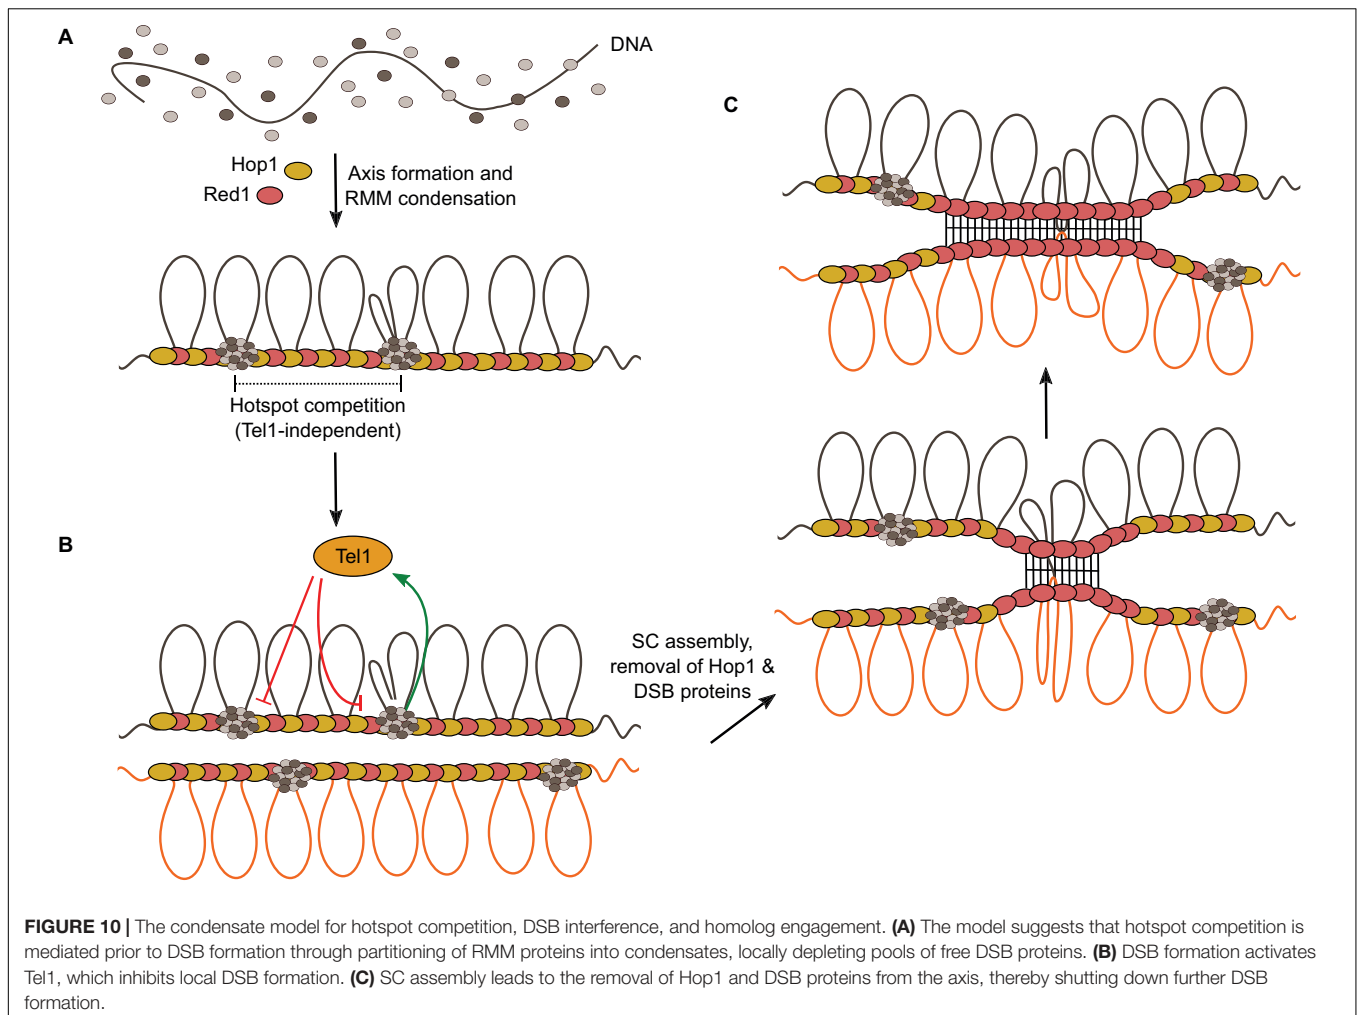 A
DNA
Hop1
Red1
Axis formation and
RMM condensation
Hotspot competition
(Tel1-independent)
B
Tel1
SC assembly,
removal of Hop1 &
DSB proteins
C
FIGURE 10 | The condensate model for hotspot competition, DSB interference, and homolog engagement. (A) The model suggests that hotspot competition is
mediated prior to DSB formation through partitioning of RMM proteins into condensates, locally depleting pools of free DSB proteins. (B) DSB formation activates
Tel1, which inhibits local DSB formation. (C) SC assembly leads to the removal of Hop1 and DSB proteins from the axis, thereby shutting down further DSB
formation.